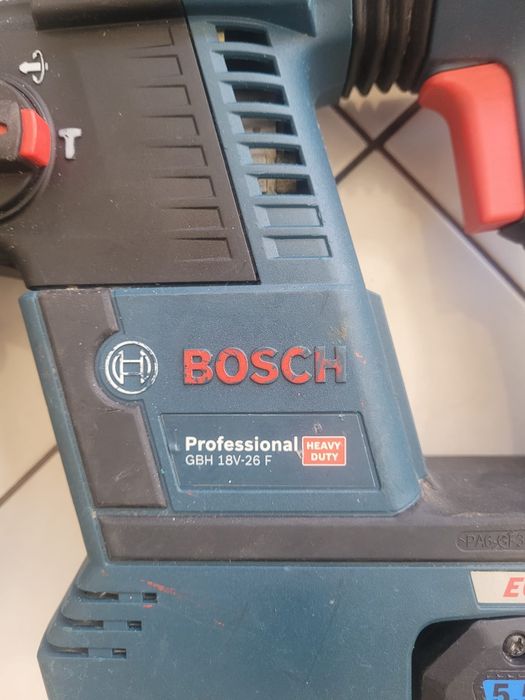 BOSCH
Professional
GBH 18V-26 F
HEAVY
DUTY